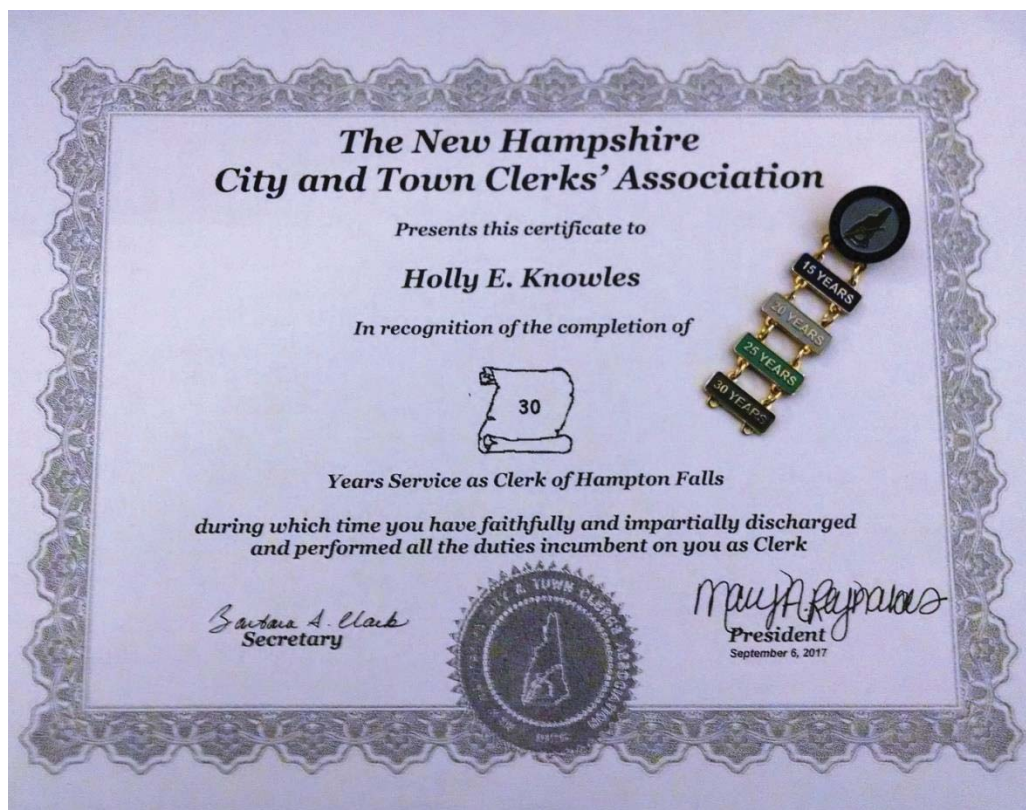 The New Hampshire
City and Town Clerks' Association
Presents this certificate to
Holly E. Knowles
In recognition of the completion of
30
Years Service as Clerk of Hampton Falls
during which time you have faithfully and impartially discharged
and performed all the duties incumbent on you as Clerk
Barbara A. Clark
Secretary
President
September 6, 2017
15 YEARS
20 YEARS
25 YEARS
30 YEARS
& TOWN CLERKS ASSOCIATION